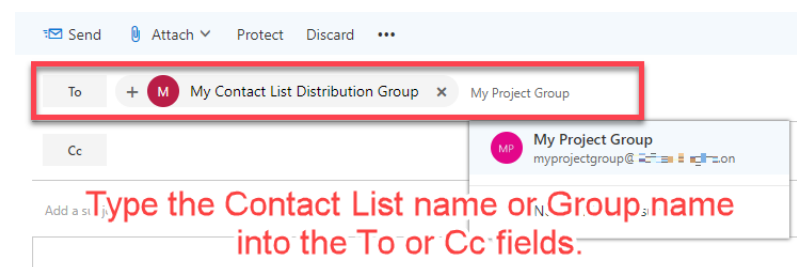 Send Attach Protect Discard •••
To + M My Contact List Distribution Group × My Project Group
Cc
MP My Project Group
myprojectgroup@
Add a
Type the Contact List name or Group name
into the To or Cc fields.